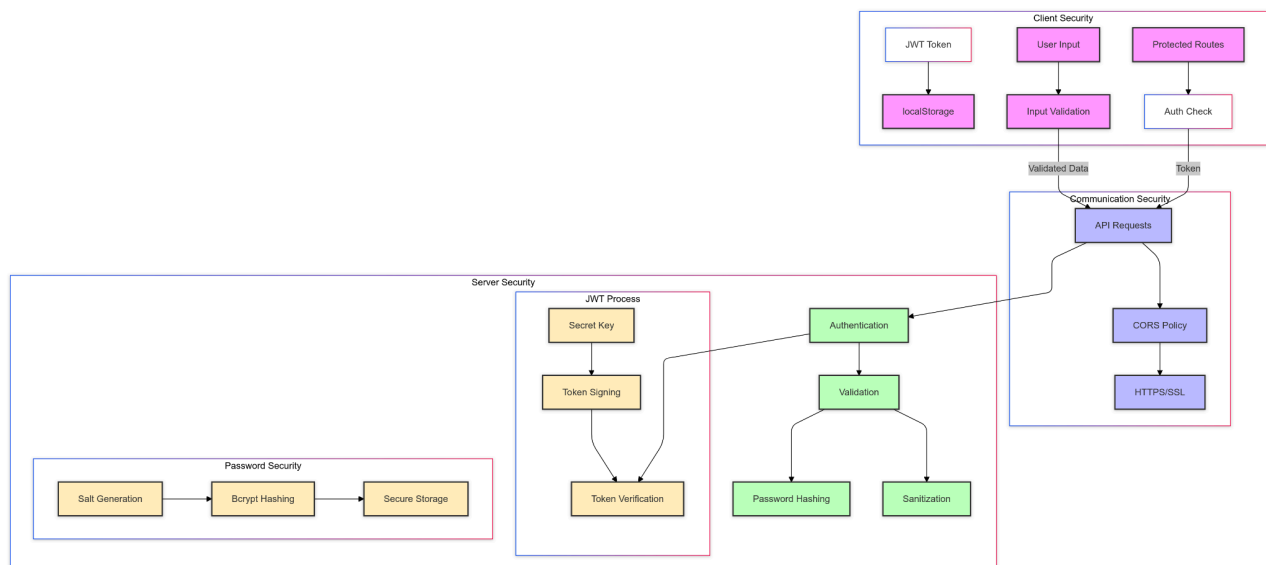 Client Security
JWT Token
User Input
Protected Routes
localStorage
Input Validation
Auth Check
Validated Data
Token
Communication Security
API Requests
Server Security
JWT Process
Secret Key
Authentication
CORS Policy
Token Signing
Validation
HTTPS/SSL
Password Security
Salt Generation
Bcrypt Hashing
Secure Storage
Token Verification
Password Hashing
Sanitization